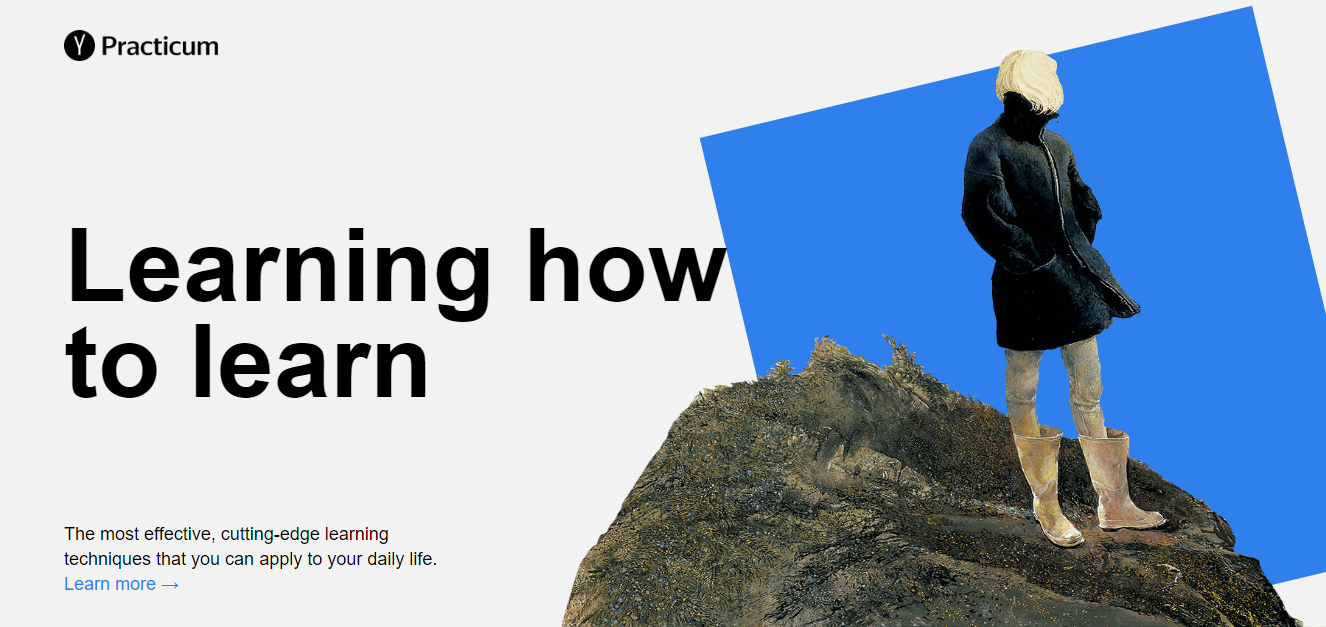 Y Practicum
Learning how
to learn
The most effective, cutting-edge learning
techniques that you can apply to your daily life.
Learn more →